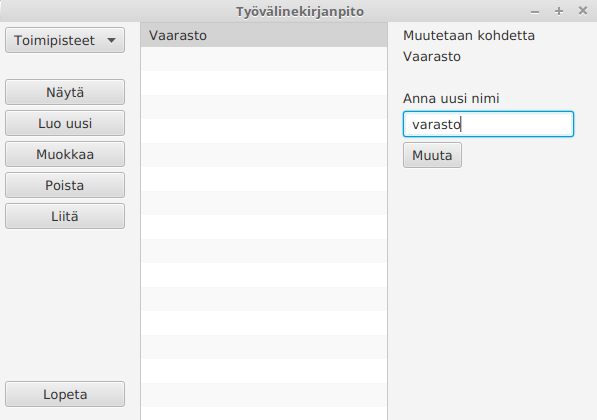 Työvälinekirjanpito
Toimipisteet
Näytä
Luo uusi
Muokkaa
Poista
Liitä
Lopeta
Vaarasto
Muutetaan kohdetta
Vaarasto
Anna uusi nimi
varasto
Muuta